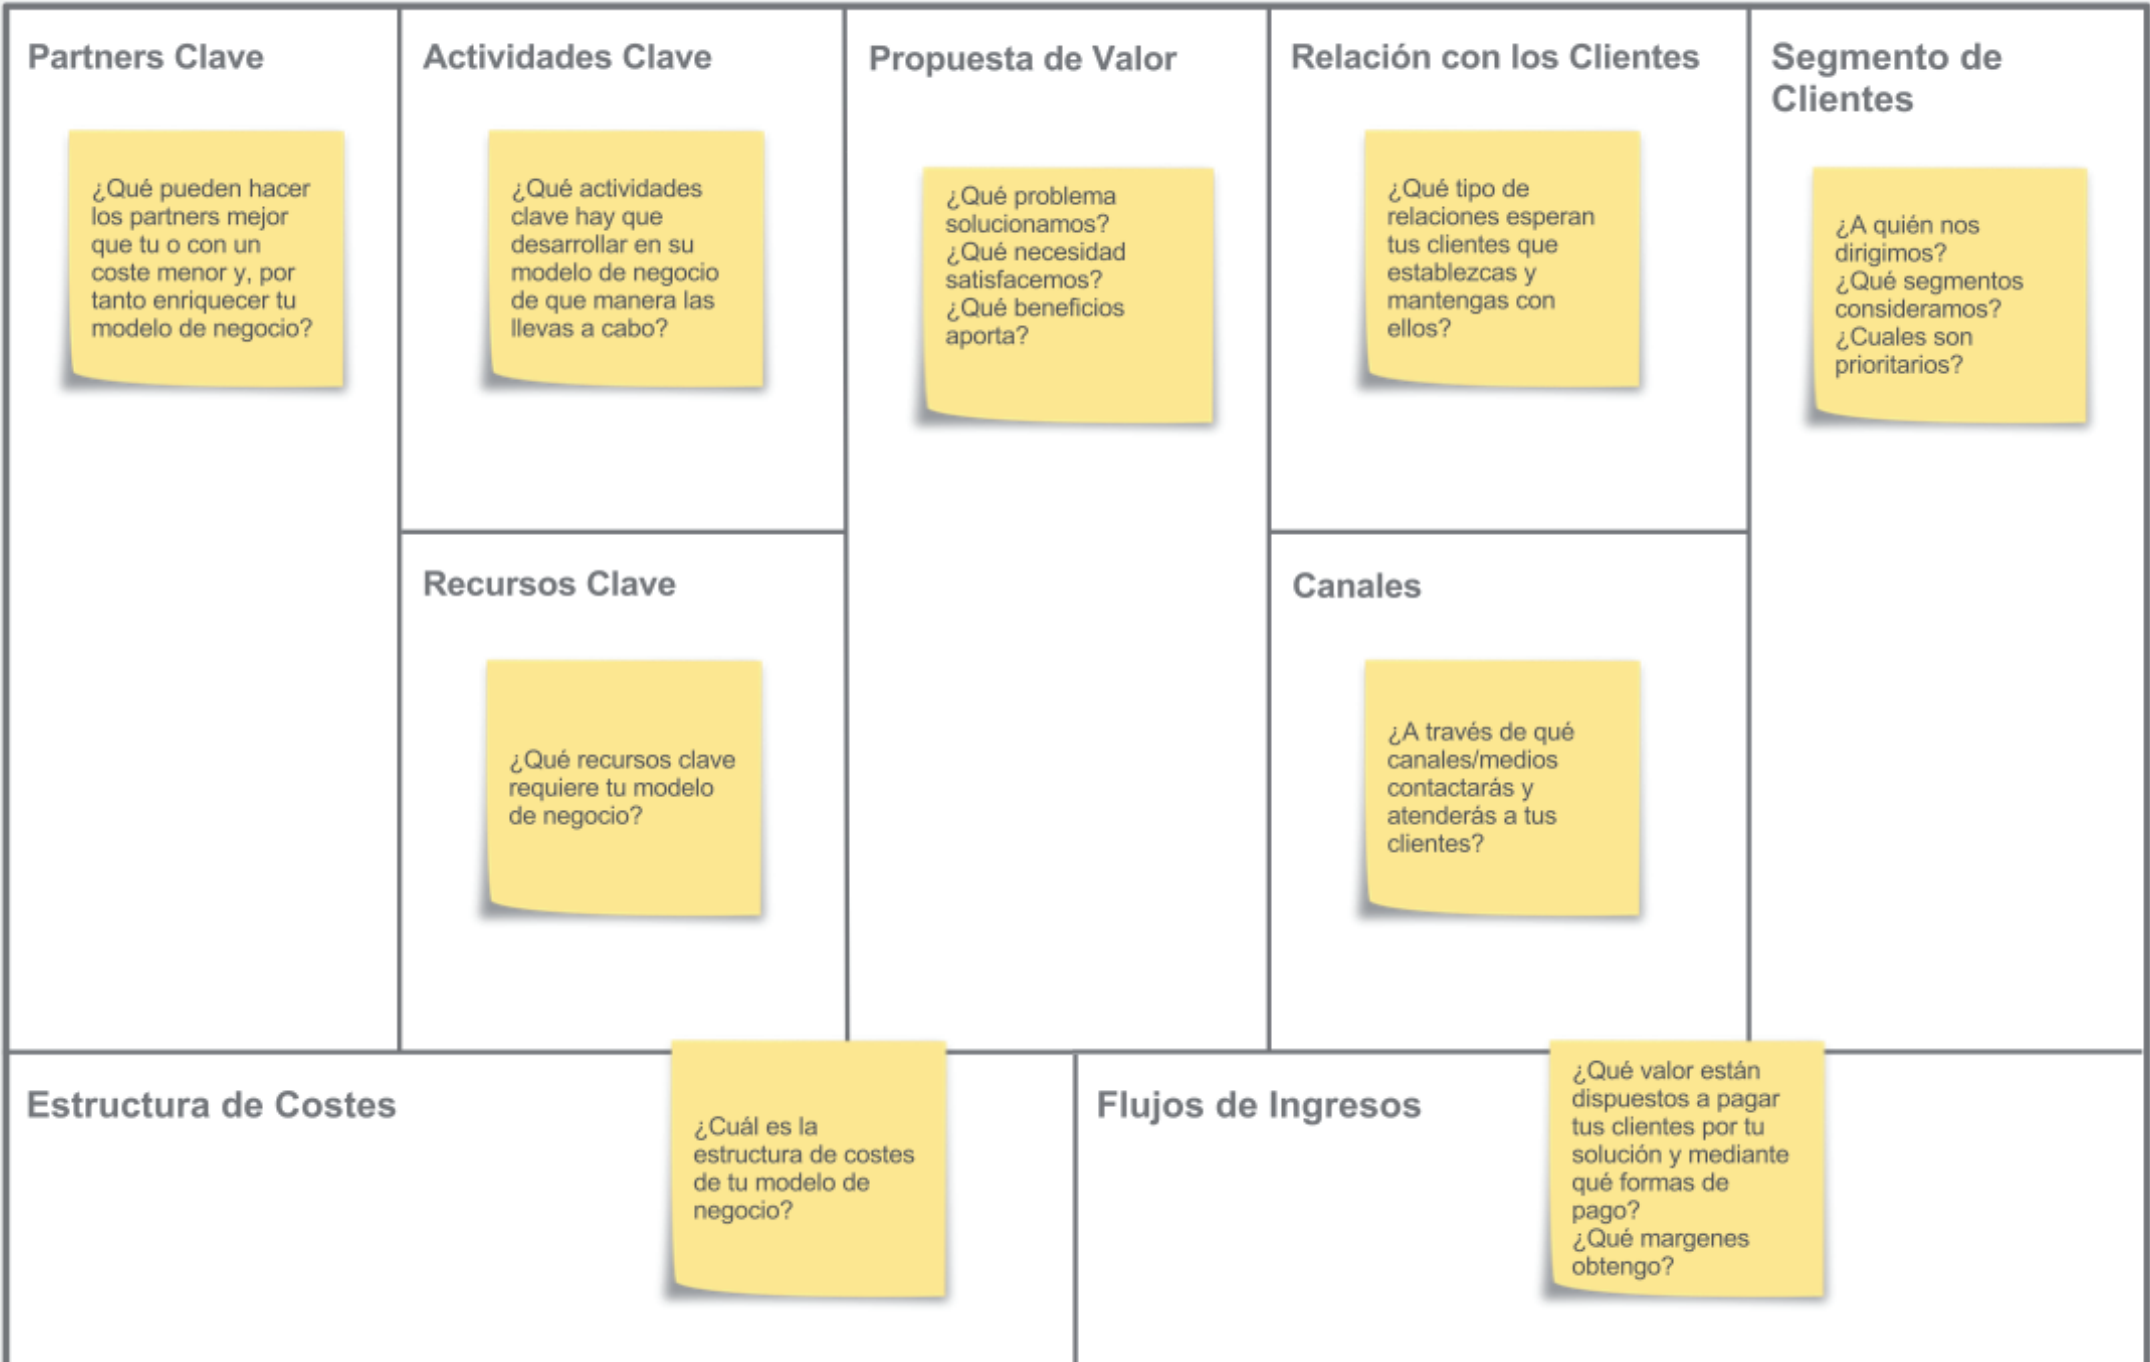 Partners Clave
¿Qué pueden hacer
los partners mejor
que tu o con un
coste menor y, por
tanto enriquecer tu
modelo de negocio?
Actividades Clave
¿Qué actividades
clave hay que
desarrollar en su
modelo de negocio
de que manera las
llevas a cabo?
Recursos Clave
¿Qué recursos clave
requiere tu modelo
de negocio?
Propuesta de Valor
¿Qué problema
solucionamos?
¿Qué necesidad
satisfacemos?
¿Qué beneficios
aporta?
Relación con los Clientes
¿Qué tipo de
relaciones esperan
tus clientes que
establezcas y
mantengas con
ellos?
Canales
¿A través de qué
canales/medios
contactarás y
atenderás a tus
clientes?
Segmento de
Clientes
¿A quién nos
dirigimos?
¿Qué segmentos
consideramos?
¿Cuales son
prioritarios?
Estructura de Costes
¿Cuál es la
estructura de costes
de tu modelo de
negocio?
Flujos de Ingresos
¿Qué valor están
dispuestos a pagar
tus clientes por tu
solución y mediante
qué formas de
pago?
¿Qué margenes
obtengo?